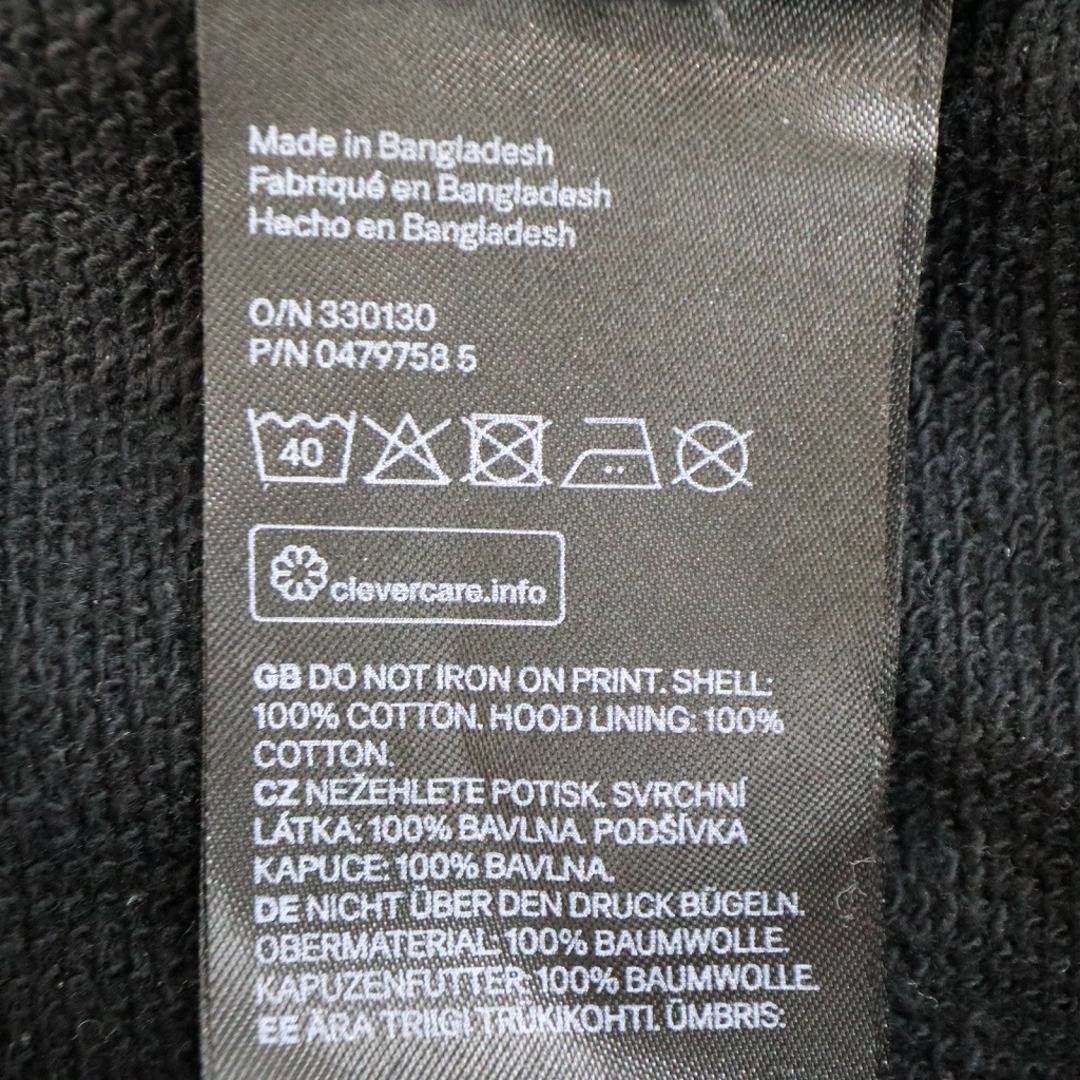 Made in Bangladesh
Fabriqué en Bangladesh
Hecho en Bangladesh
O/N 330130
P/N 0479758 5
40
clevercare.info
GB DO NOT IRON ON PRINT. SHELL:
100% COTTON. HOOD LINING: 100%
COTTON.
CZ NEŽEHLETE POTISK. SVRCHNÍ
LÁTKA: 100% BAVLNA. PODŠÍVKA
KAPUCE: 100% BAVLNA.
DE NICHT ÜBER DEN DRUCK BÜGELN.
OBERMATERIAL: 100% BAUMWOLLE.
KAPUZENFUTTER: 100% BAUMWOLLE.
EE ÄRA TRIIGI TRÜKIKOHTI. ÜMBRIS: